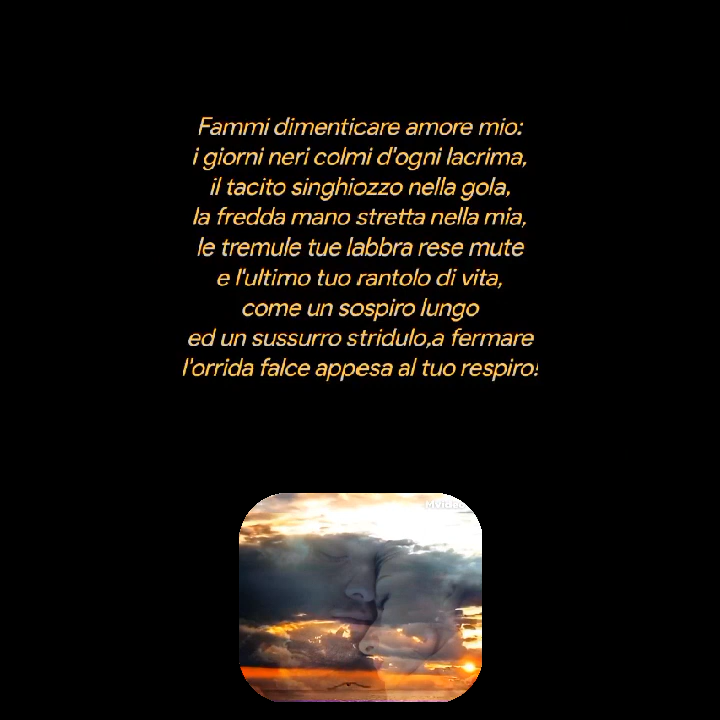 Fammi dimenticare amore mio:
i giorni neri colmi d'ogni lacrima,
il tacito singhiozzo nella gola,
la fredda mano stretta nella mia,
le tremule tue labbra rese mute
e l'ultimo tuo rantolo di vita,
come un sospiro lungo
ed un sussurro stridulo,a fermare
l'orrida falce appesa al tuo respiro!